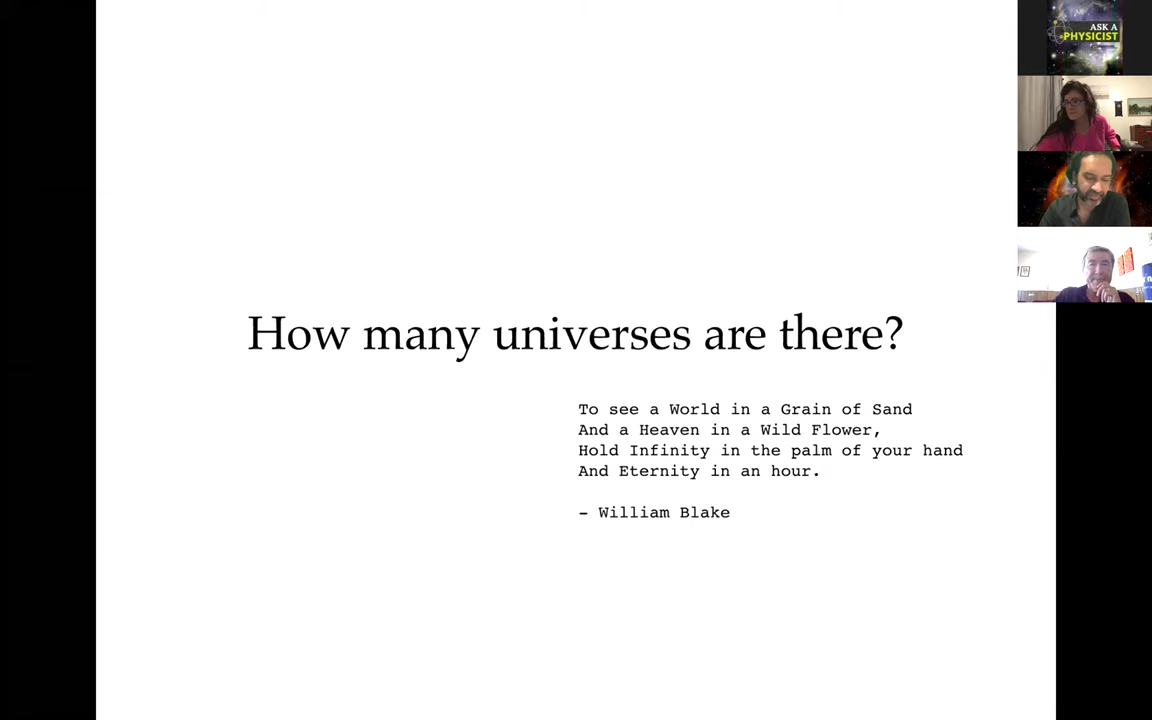 ASK A
PHYSICIST
How many universes are there?
To see a World in a Grain of Sand
And a Heaven in a Wild Flower,
Hold Infinity in the palm of your hand
And Eternity in an hour.
– William Blake